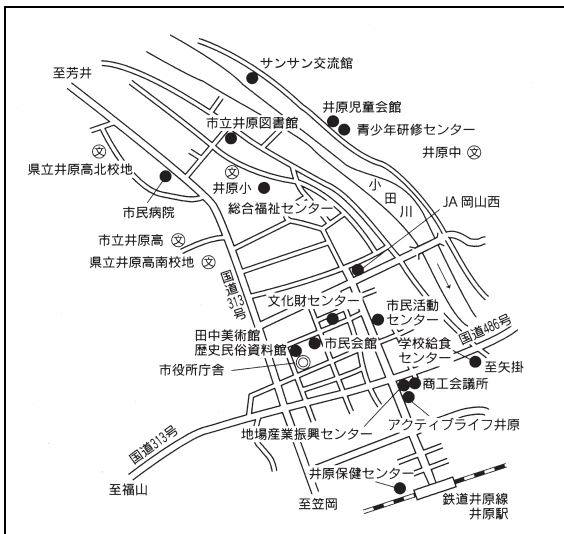 サンサン交流館
至芳井
井原児童会館
市立井原図書館
青少年研修センター
文
井原中 文
県立井原高北校地
文
井原小
小田川
JA岡山西
市民病院
総合福祉センター
市立井原高 文
県立井原高南校地 文
国道313号
文化財センター
市民活動
センター
国道486号
田中美術館
歴史民俗資料館
市民会館
学校給食
センター
至矢掛
市役所庁舎
商工会議所
アクティブライフ井原
国道313号
地場産業振興センター
井原保健センター
至福山
至笠岡
鉄道井原線
井原駅